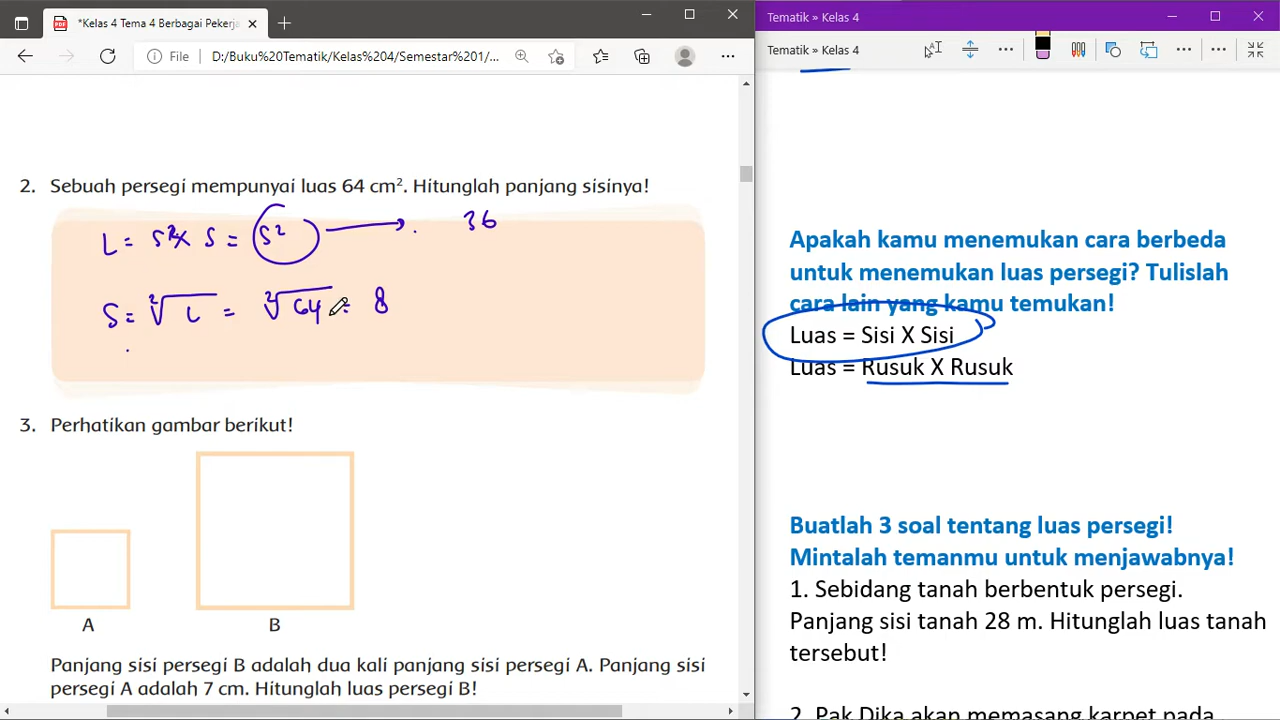 *Kelas 4 Tema 4 Berbagai Pekerja
File
D:/Buku%20Tematik/Kelas%204/Semestar%201/...
2. Sebuah persegi mempunyai luas 64 cm². Hitunglah panjang sisinya!
L = S x S = S² → 36
S = ²√L = ²√64 = 8
3. Perhatikan gambar berikut!
A
B
Panjang sisi persegi B adalah dua kali panjang sisi persegi A. Panjang sisi
persegi A adalah 7 cm. Hitunglah luas persegi B!
Tematik » Kelas 4
Tematik » Kelas 4
Apakah kamu menemukan cara berbeda
untuk menemukan luas persegi? Tulislah
cara lain yang kamu temukan!
Luas = Sisi X Sisi
Luas = Rusuk X Rusuk
Buatlah 3 soal tentang luas persegi!
Mintalah temanmu untuk menjawabnya!
1. Sebidang tanah berbentuk persegi.
Panjang sisi tanah 28 m. Hitunglah luas tanah
tersebut!
2. Pak Dika akan memasang karpet pada